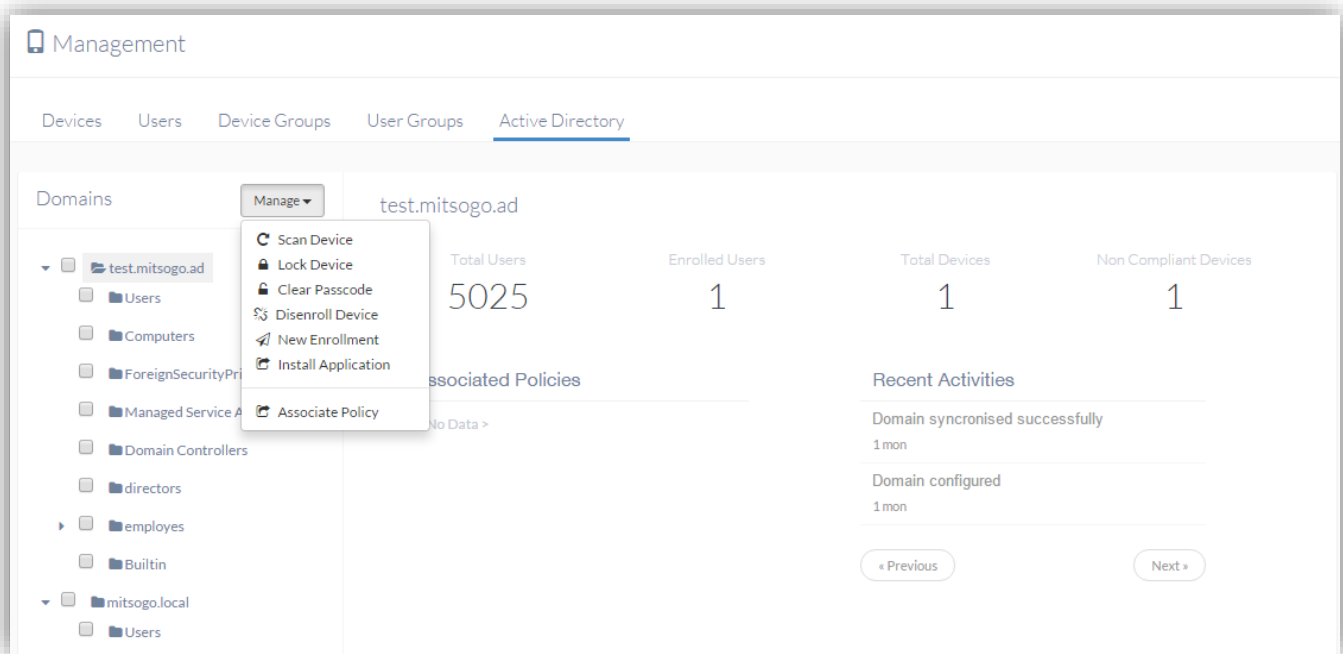 Management
Devices Users Device Groups User Groups Active Directory
Domains
Manage
Scan Device
Lock Device
Clear Passcode
Disenroll Device
New Enrollment
Install Application
Associate Policy
test.mitsogo.ad
Users
Computers
ForeignSecurityPri
Managed Service A
Domain Controllers
directors
employes
Builtin
mitsogo.local
Users
test.mitsogo.ad
Total Users
5025
Enrolled Users
1
Total Devices
1
Non Compliant Devices
1
ssociated Policies
No Data >
Recent Activities
Domain syncronised successfully
1 mon
Domain configured
1 mon
« Previous
Next »